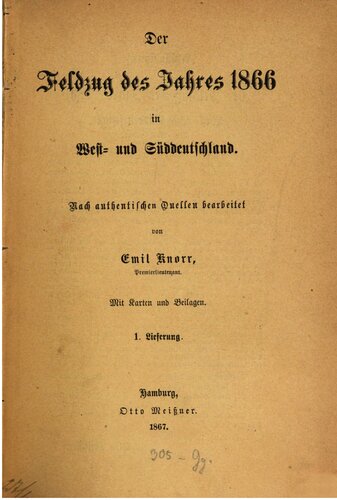 Der
Feldzug des Jahres 1866
in
West- und Süddeutschland.
Nach authentischen Quellen bearbeitet
von
Emil Knorr,
Premierlieutenant.
Mit Karten und Beilagen.
1. Lieferung.
Hamburg,
Otto Meißner.
1867.
305 - Gg.